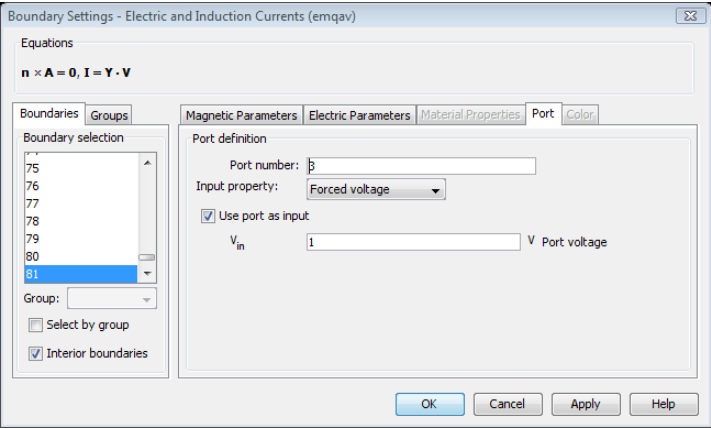 Boundary Settings - Electric and Induction Currents (emqav)
Equations
n × A = 0, I = Y · V
Boundaries Groups
Boundary selection
75
76
77
78
79
80
81
Group:
Select by group
Interior boundaries
Magnetic Parameters Electric Parameters Material Properties Port Color
Port definition
Port number: 3
Input property: Forced voltage
Use port as input
Vin 1 V Port voltage
OK Cancel Apply Help